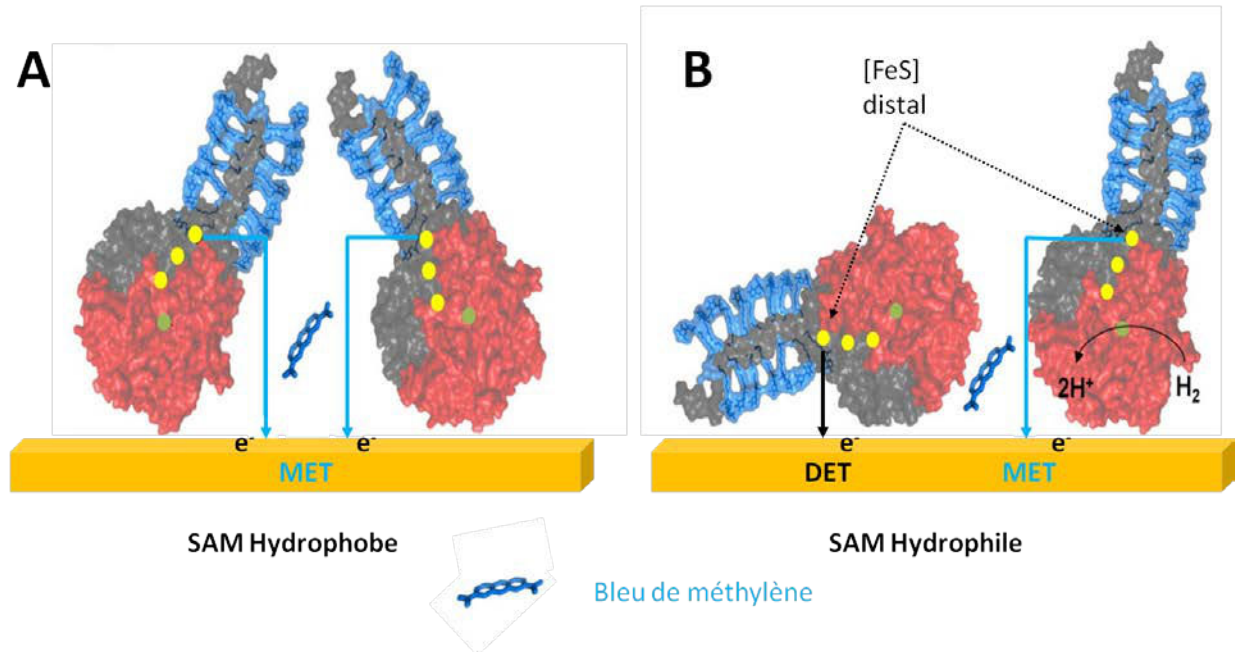 A
e⁻ e⁻
MET
SAM Hydrophobe
B
[FeS]
distal
2H⁺ H₂
e⁻ e⁻
DET MET
SAM Hydrophile
Bleu de méthylène